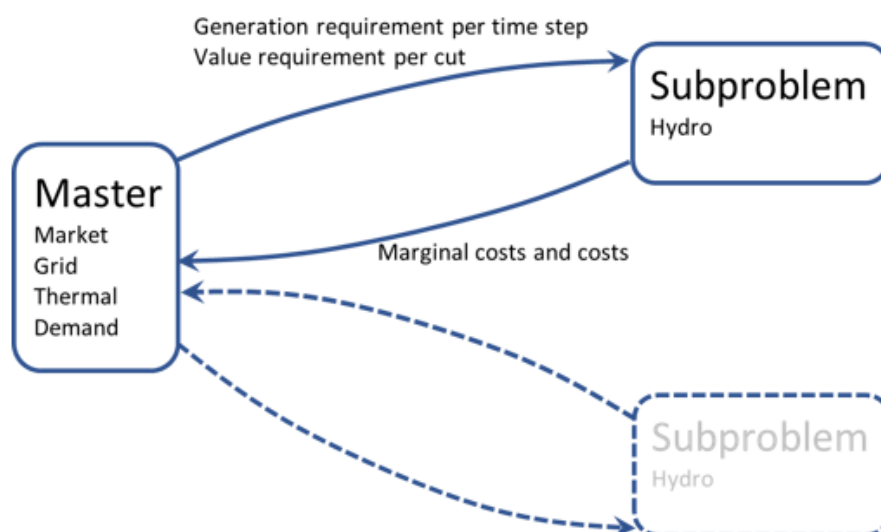 Generation requirement per time step
Value requirement per cut
Subproblem
Hydro
Master
Market
Grid
Thermal
Demand
Marginal costs and costs
Subproblem
Hydro